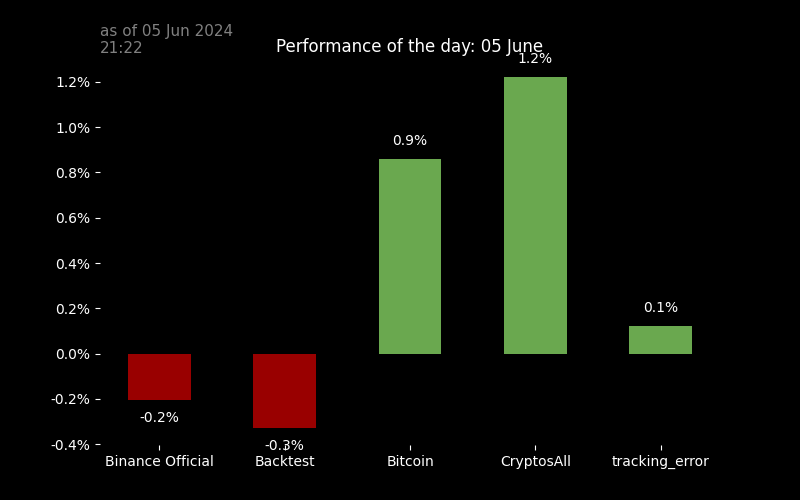 as of 05 Jun 2024
21:22
Performance of the day: 05 June
1.2%
1.2%
1.0%
0.9%
0.8%
0.6%
0.4%
0.2%
0.1%
0.0%
-0.2%
-0.2%
-0.3%
-0.4%
Binance Official
Backtest
Bitcoin
CryptosAll
tracking_error